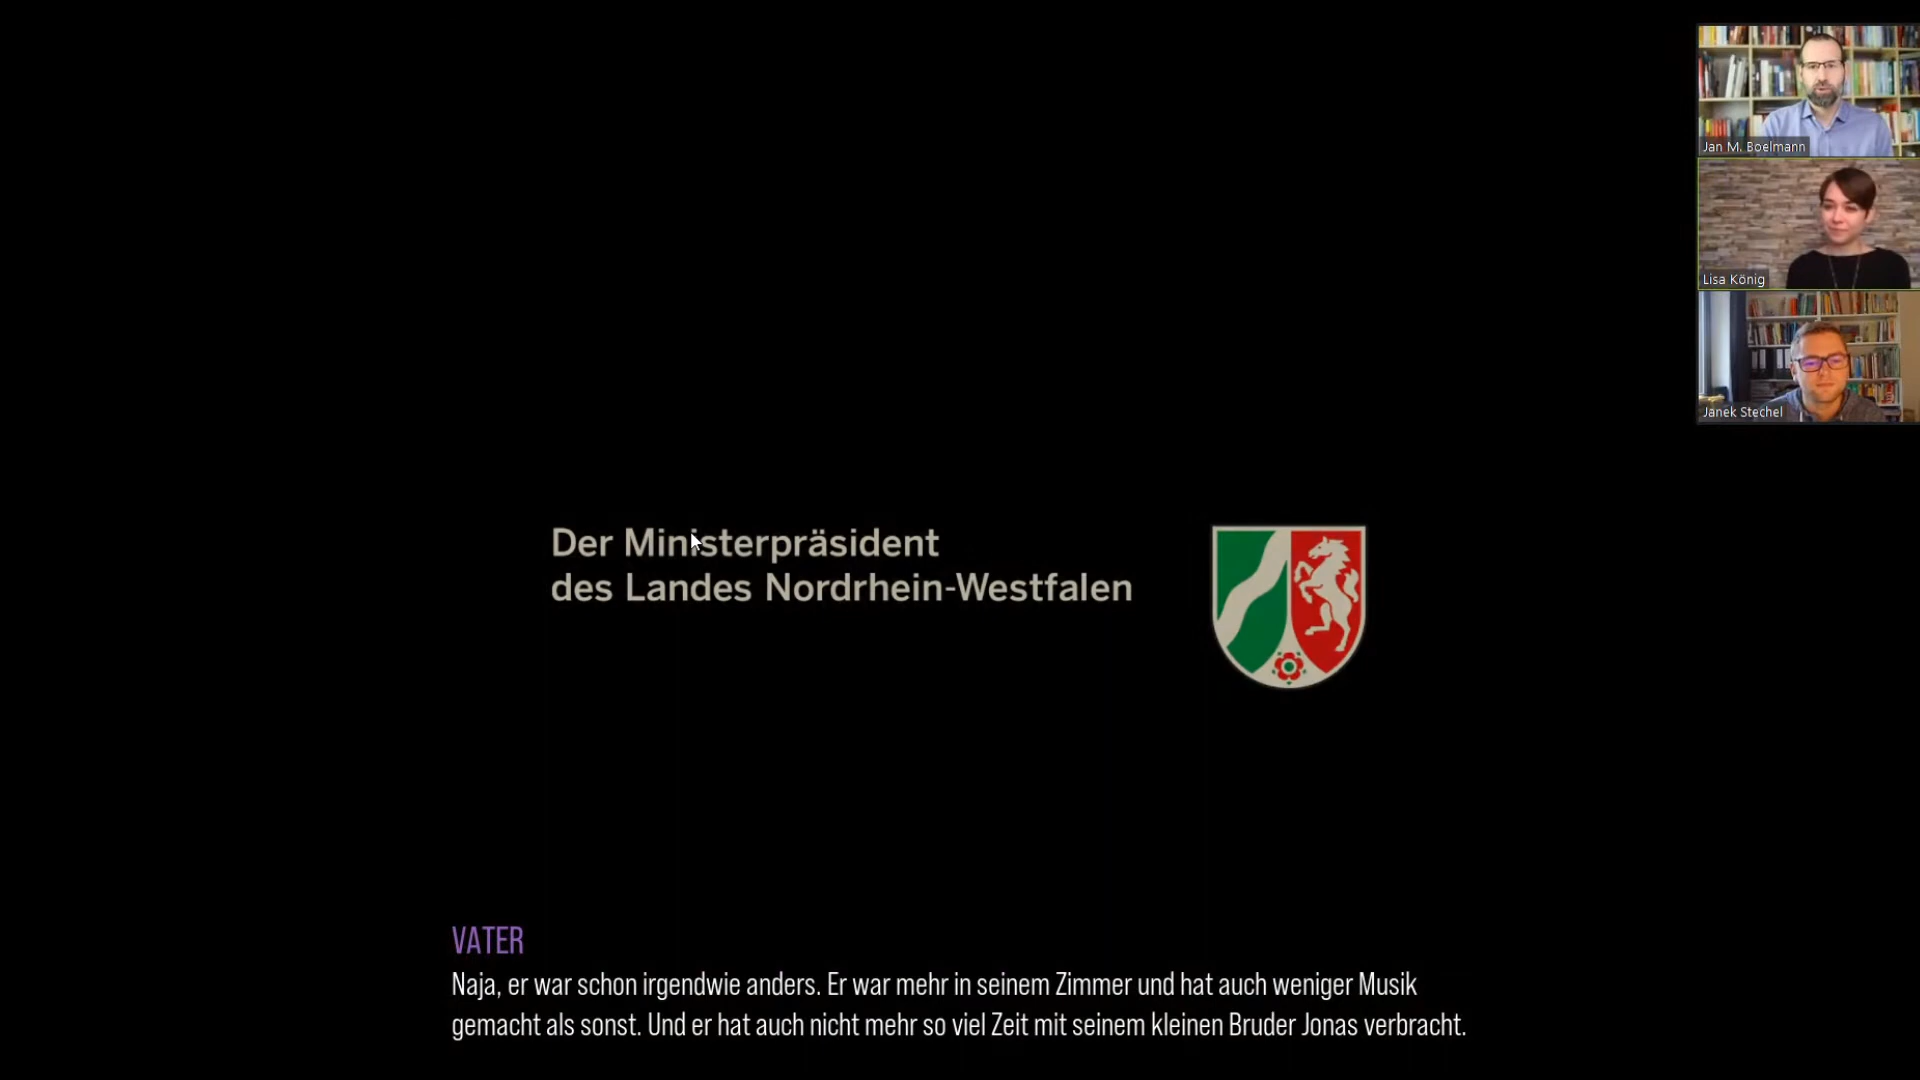 Jan M. Boelmann
Lisa König
Janek Stechel
Der Ministerpräsident
des Landes Nordrhein-Westfalen
VATER
Naja, er war schon irgendwie anders. Er war mehr in seinem Zimmer und hat auch weniger Musik
gemacht als sonst. Und er hat auch nicht mehr so viel Zeit mit seinem kleinen Bruder Jonas verbracht.